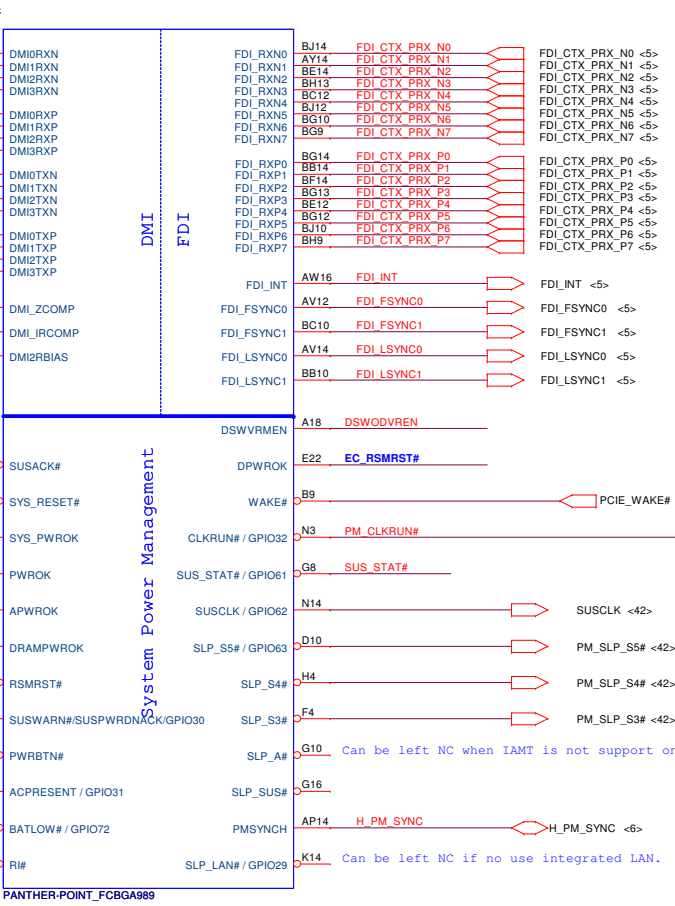 DMI0RXN FDI_RXN0 BJ14 FDI_CTX_PRX_N0 FDI_CTX_PRX_N0 <5>
DMI1RXN FDI_RXN1 AY14 FDI_CTX_PRX_N1 FDI_CTX_PRX_N1 <5>
DMI2RXN FDI_RXN2 BE14 FDI_CTX_PRX_N2 FDI_CTX_PRX_N2 <5>
DMI3RXN FDI_RXN3 BH13 FDI_CTX_PRX_N3 FDI_CTX_PRX_N3 <5>
FDI_RXN4 BC12 FDI_CTX_PRX_N4 FDI_CTX_PRX_N4 <5>
DMI0RXP FDI_RXN5 BJ12 FDI_CTX_PRX_N5 FDI_CTX_PRX_N5 <5>
DMI1RXP FDI_RXN6 BG10 FDI_CTX_PRX_N6 FDI_CTX_PRX_N6 <5>
DMI2RXP FDI_RXN7 BG9 FDI_CTX_PRX_N7 FDI_CTX_PRX_N7 <5>
DMI3RXP
FDI_RXP0 BG14 FDI_CTX_PRX_P0 FDI_CTX_PRX_P0 <5>
DMI0TXN FDI_RXP1 BB14 FDI_CTX_PRX_P1 FDI_CTX_PRX_P1 <5>
DMI1TXN FDI_RXP2 BF14 FDI_CTX_PRX_P2 FDI_CTX_PRX_P2 <5>
DMI2TXN FDI_RXP3 BG13 FDI_CTX_PRX_P3 FDI_CTX_PRX_P3 <5>
DMI3TXN FDI_RXP4 BE12 FDI_CTX_PRX_P4 FDI_CTX_PRX_P4 <5>
FDI_RXP5 BG12 FDI_CTX_PRX_P5 FDI_CTX_PRX_P5 <5>
DMI0TXP FDI_RXP6 BJ10 FDI_CTX_PRX_P6 FDI_CTX_PRX_P6 <5>
DMI1TXP FDI_RXP7 BH9 FDI_CTX_PRX_P7 FDI_CTX_PRX_P7 <5>
DMI2TXP
DMI3TXP
DMI
FDI
FDI_INT AW16 FDI_INT FDI_INT <5>
DMI_ZCOMP FDI_FSYNC0 AV12 FDI_FSYNC0 FDI_FSYNC0 <5>
DMI_IRCOMP FDI_FSYNC1 BC10 FDI_FSYNC1 FDI_FSYNC1 <5>
DMI2RBIAS FDI_LSYNC0 AV14 FDI_LSYNC0 FDI_LSYNC0 <5>
FDI_LSYNC1 BB10 FDI_LSYNC1 FDI_LSYNC1 <5>
System Power Management
DSWVRMEN A18 DSWODVREN
SUSACK# DPWROK E22 EC_RSMRST#
SYS_RESET# WAKE# B9 PCIE_WAKE#
SYS_PWROK CLKRUN# / GPIO32 N3 PM_CLKRUN#
PWROK SUS_STAT# / GPIO61 G8 SUS_STAT#
APWROK SUSCLK / GPIO62 N14 SUSCLK <42>
DRAMPWROK SLP_S5# / GPIO63 D10 PM_SLP_S5# <42>
RSMRST# SLP_S4# H4 PM_SLP_S4# <42>
SUSWARN#/SUSPWRDNACK/GPIO30 SLP_S3# F4 PM_SLP_S3# <42>
PWRBTN# SLP_A# G10 Can be left NC when IAMT is not support on
ACPRESENT / GPIO31 SLP_SUS# G16
BATLOW# / GPIO72 PMSYNCH AP14 H_PM_SYNC H_PM_SYNC <6>
RI# SLP_LAN# / GPIO29 K14 Can be left NC if no use integrated LAN.
PANTHER-POINT_FCBGA989